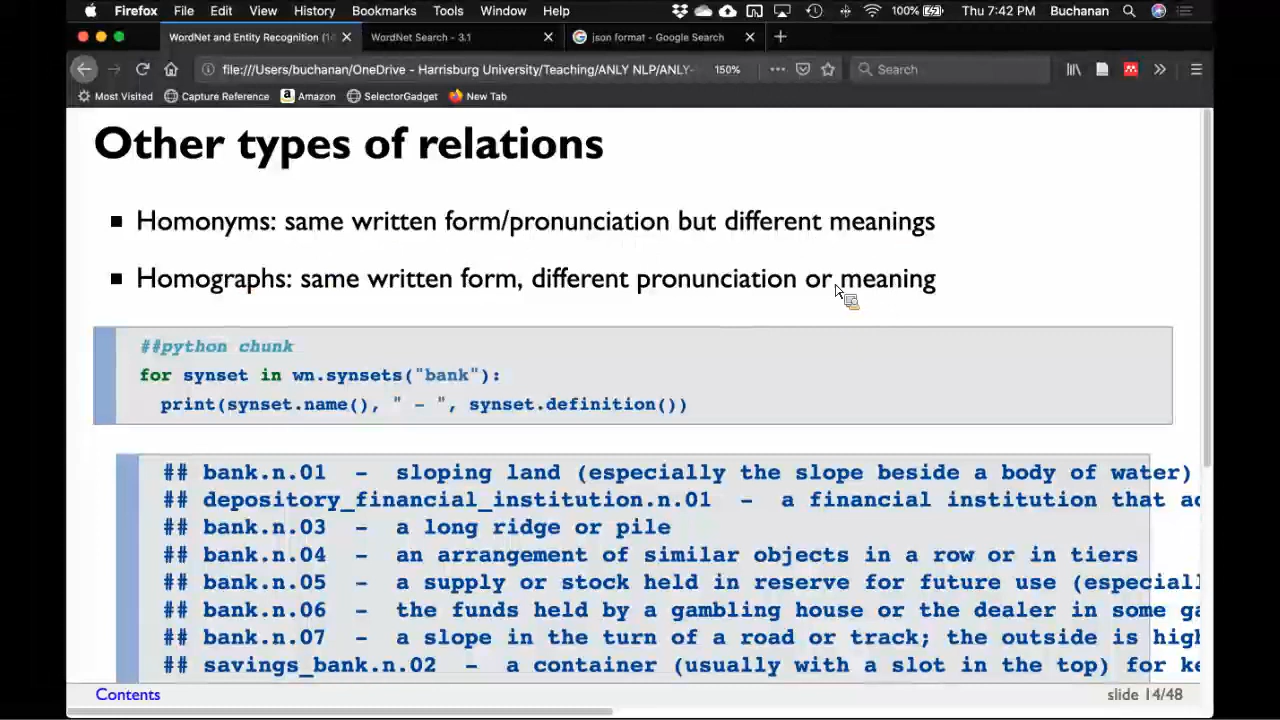 Firefox File Edit View History Bookmarks Tools Window Help 100% Thu 7:42 PM Buchanan
WordNet and Entity Recognition (1 WordNet Search - 3.1 json format - Google Search
file:///Users/buchanan/OneDrive - Harrisburg University/Teaching/ANLY NLP/ANLY- 150% Search
Most Visited Capture Reference Amazon SelectorGadget New Tab
Other types of relations
Homonyms: same written form/pronunciation but different meanings
Homographs: same written form, different pronunciation or meaning
##python chunk
for synset in wn.synsets("bank"):
print(synset.name(), " - ", synset.definition())
## bank.n.01 - sloping land (especially the slope beside a body of water)
## depository_financial_institution.n.01 - a financial institution that ac
## bank.n.03 - a long ridge or pile
## bank.n.04 - an arrangement of similar objects in a row or in tiers
## bank.n.05 - a supply or stock held in reserve for future use (especiall
## bank.n.06 - the funds held by a gambling house or the dealer in some ga
## bank.n.07 - a slope in the turn of a road or track; the outside is high
## savings_bank.n.02 - a container (usually with a slot in the top) for ke
Contents slide 14/48